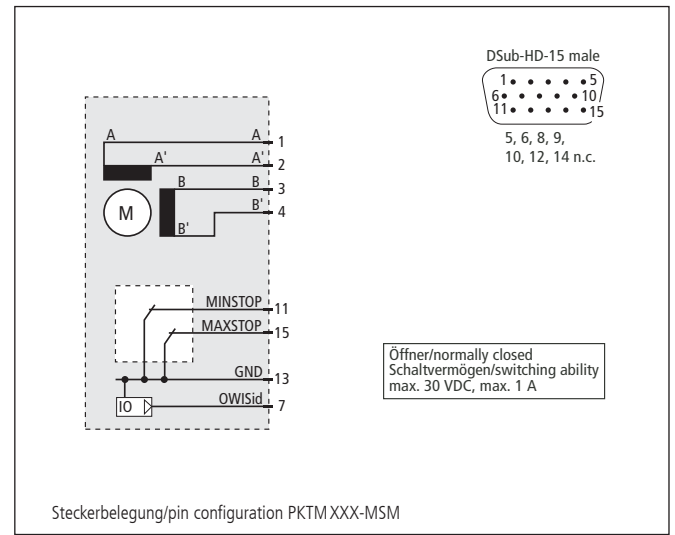 DSub-HD-15 male
1 5
6 10
11 15
5, 6, 8, 9,
10, 12, 14 n.c.
A A 1
A' A' 2
B B 3
B' 4
M
B'
MINSTOP 11
MAXSTOP 15
GND 13
IO OWISid 7
Öffner/normally closed
Schaltvermögen/switching ability
max. 30 VDC, max. 1 A
Steckerbelegung/pin configuration PKTM XXX-MSM